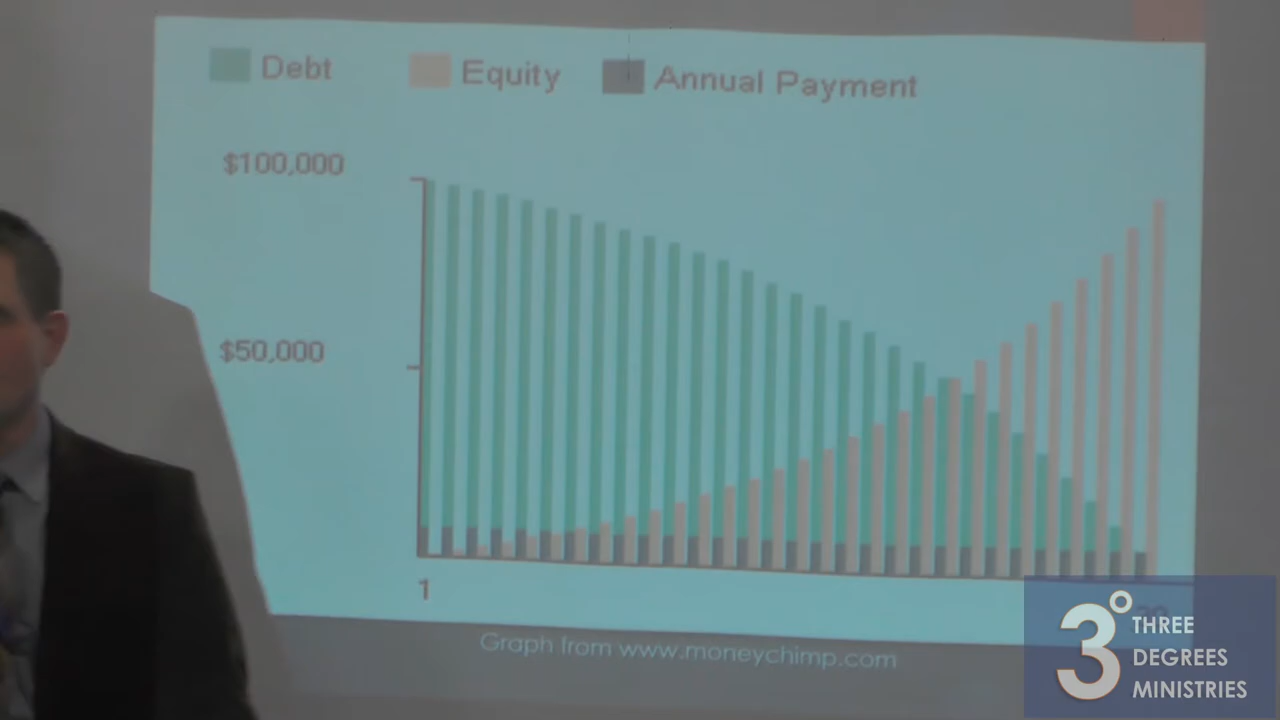 Debt Equity Annual Payment
$100,000
$50,000
1
Graph from www.moneychimp.com
3° THREE
DEGREES
MINISTRIES